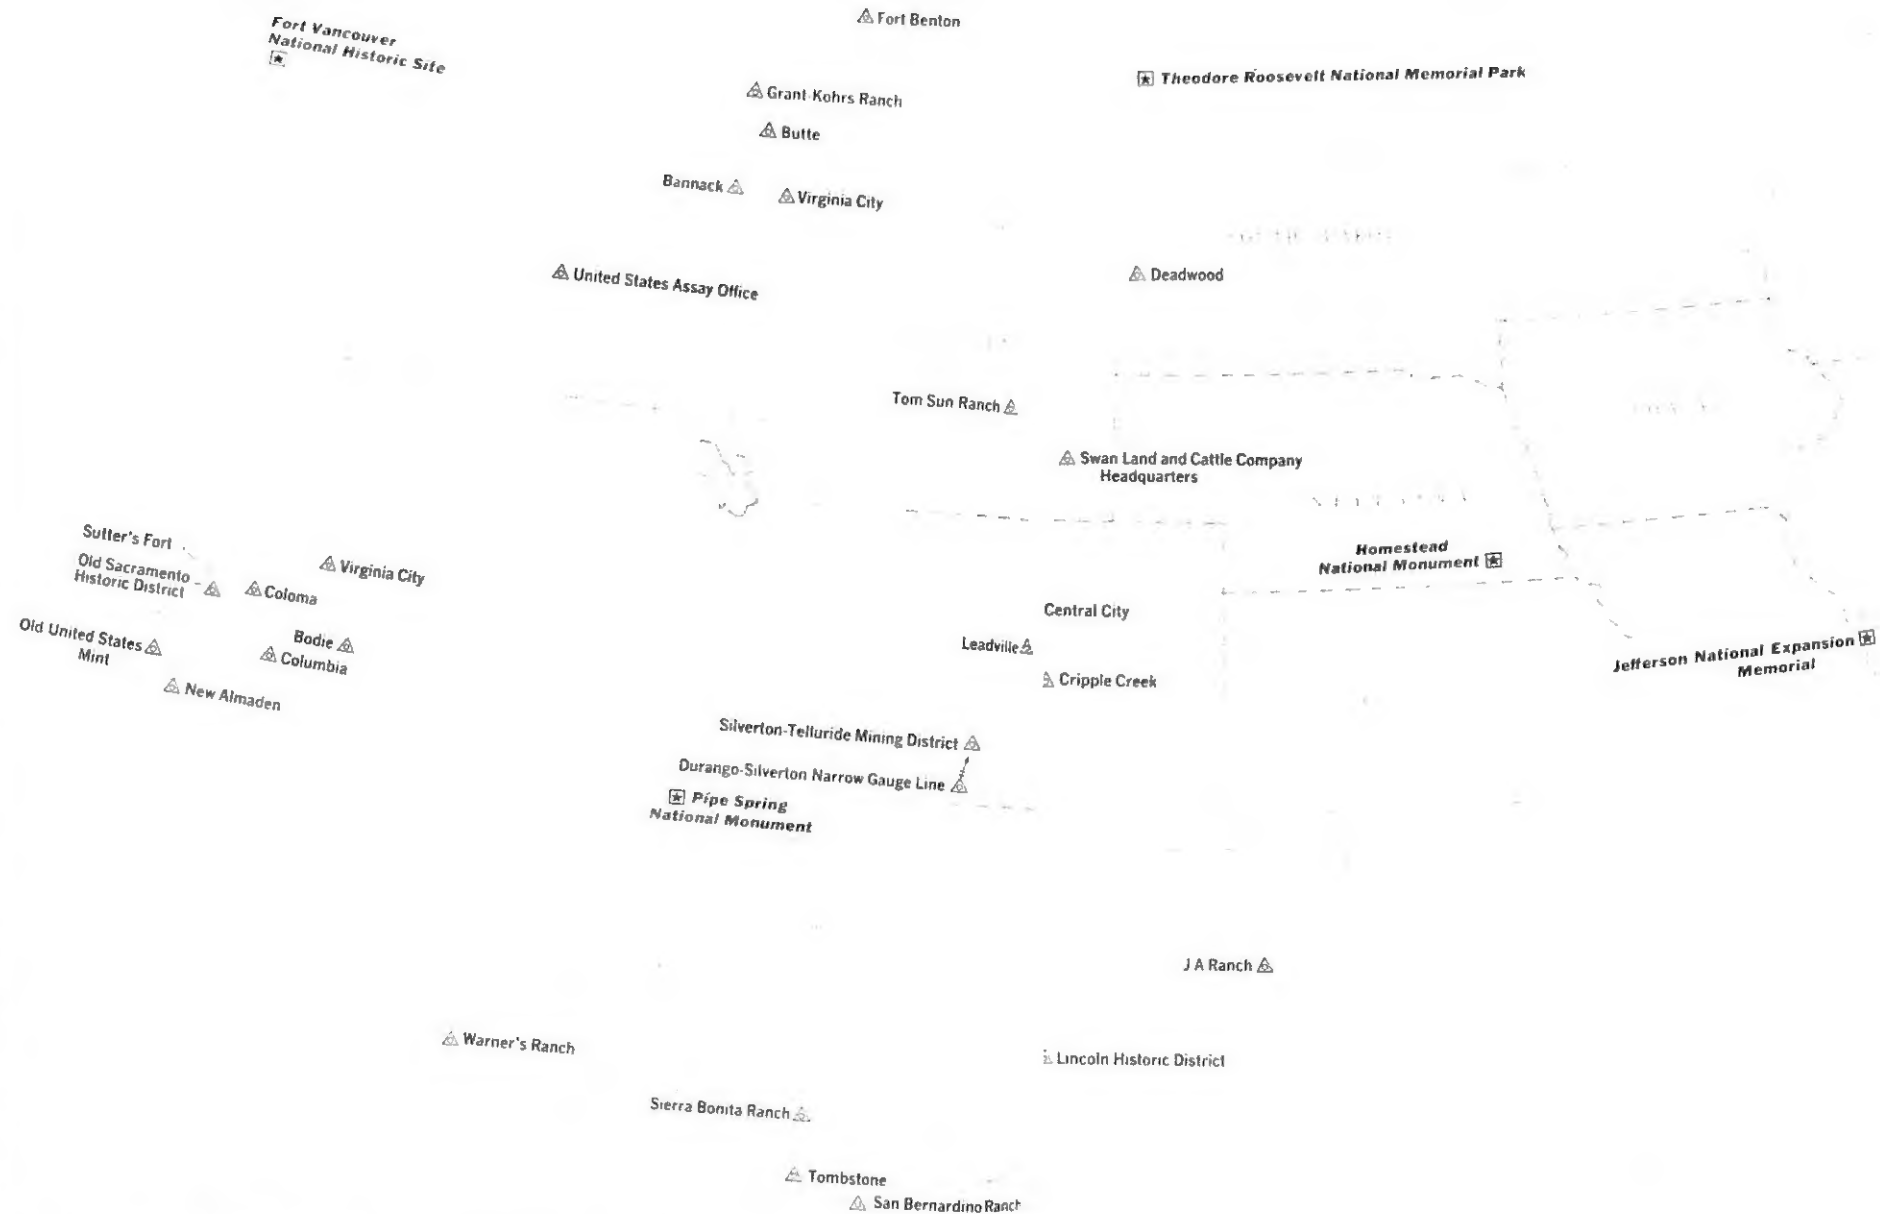 Fort Benton
Fort Vancouver
National Historic Site
Theodore Roosevelt National Memorial Park
Grant-Kohrs Ranch
Butte
Bannack
Virginia City
United States Assay Office
Deadwood
Tom Sun Ranch
Swan Land and Cattle Company
Headquarters
Sutter's Fort
Old Sacramento
Historic District
Coloma
Virginia City
Homestead
National Monument
Central City
Old United States
Mint
Bodie
Columbia
Leadville
Jefferson National Expansion
Memorial
New Almaden
Cripple Creek
Silverton-Telluride Mining District
Durango-Silverton Narrow Gauge Line
Pipe Spring
National Monument
J A Ranch
Warner's Ranch
Lincoln Historic District
Sierra Bonita Ranch
Tombstone
San Bernardino Ranch